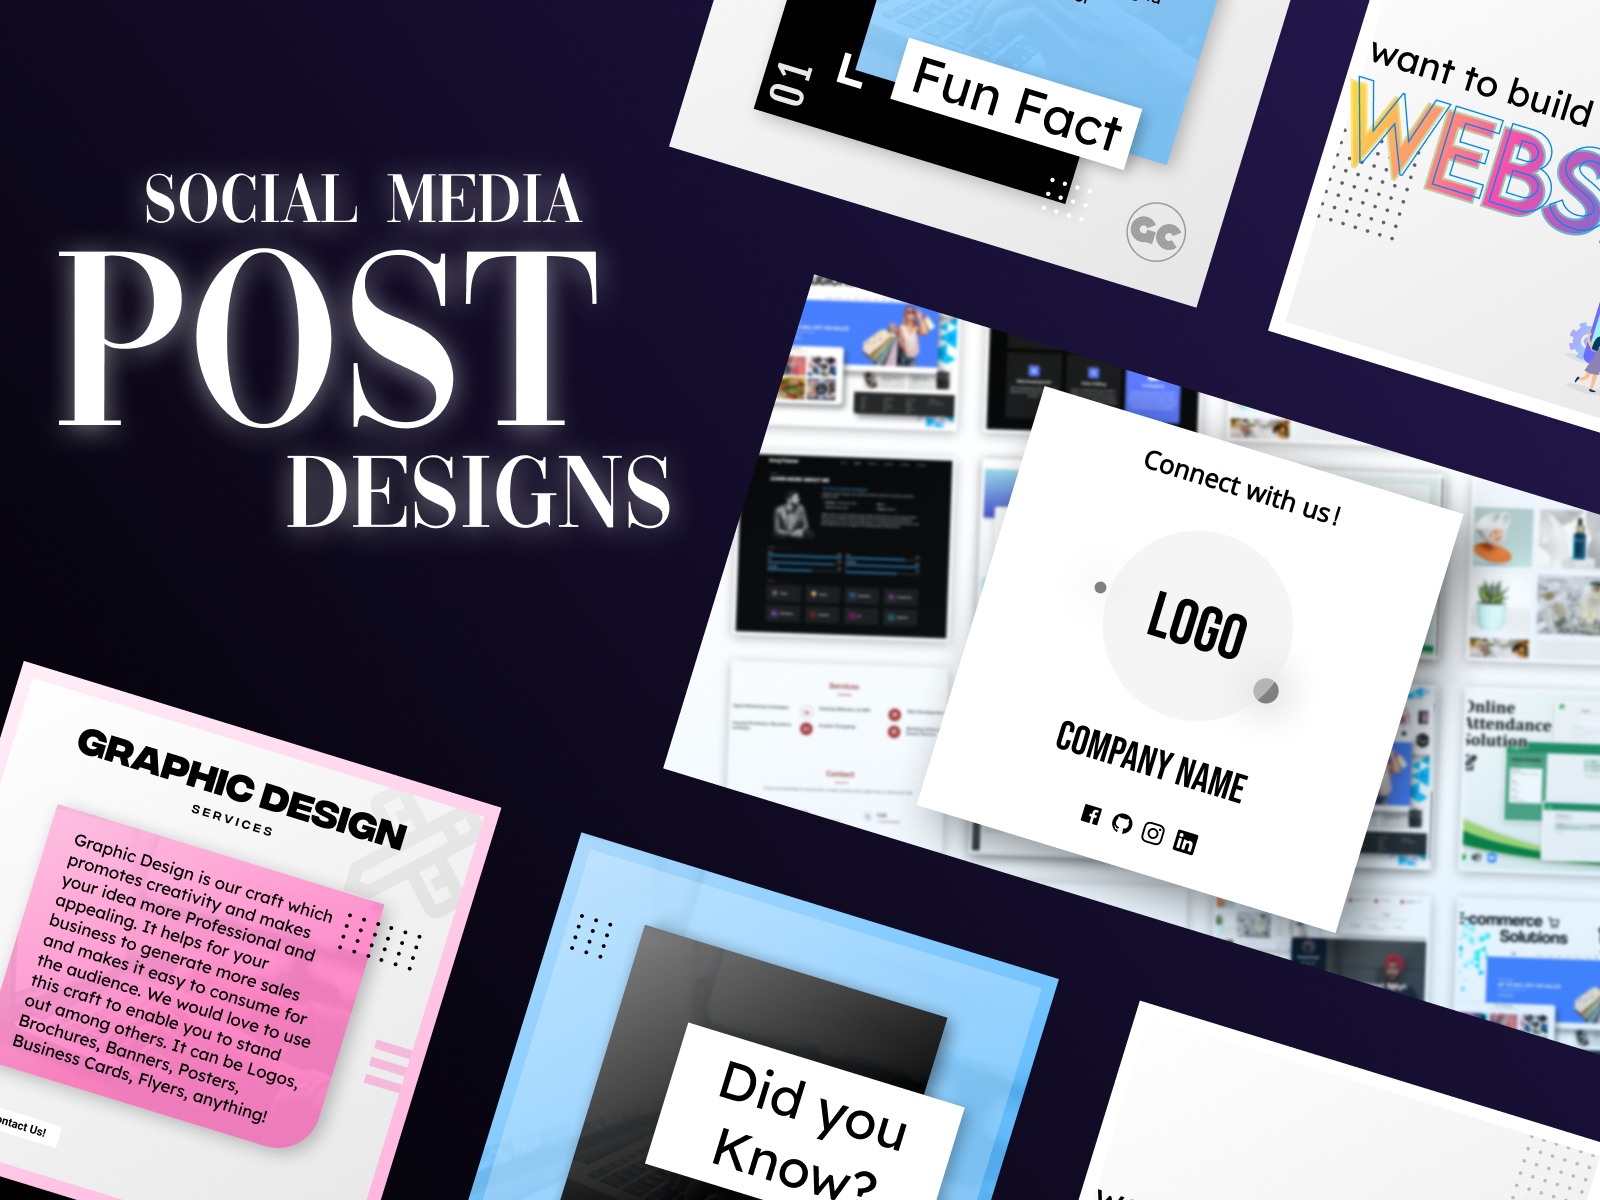 SOCIAL MEDIA
POST
DESIGNS
01
Fun Fact
GC
want to build
WEBS
Connect with us!
LOGO
COMPANY NAME
Services
Contact
Online
Attendance
Solution
commerce
Solutions
GRAPHIC DESIGN
SERVICES
Graphic Design is our craft which
promotes creativity and makes
your idea more Professional and
appealing. It helps for your
business to generate more sales
and makes it easy to consume for
the audience. We would love to use
this craft to enable you to stand
out among others. It can be Logos,
Brochures, Banners, Posters,
Business Cards, Flyers, anything!
ontact Us!
Did you
Know?